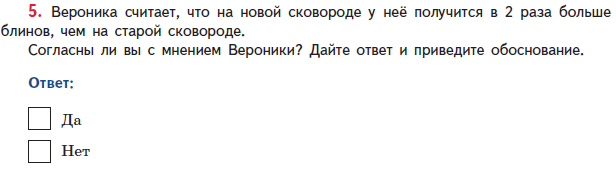 5. Вероника считает, что на новой сковороде у неё получится в 2 раза больше
блинов, чем на старой сковороде.
Согласны ли вы с мнением Вероники? Дайте ответ и приведите обоснование.
Ответ:
Да
Нет